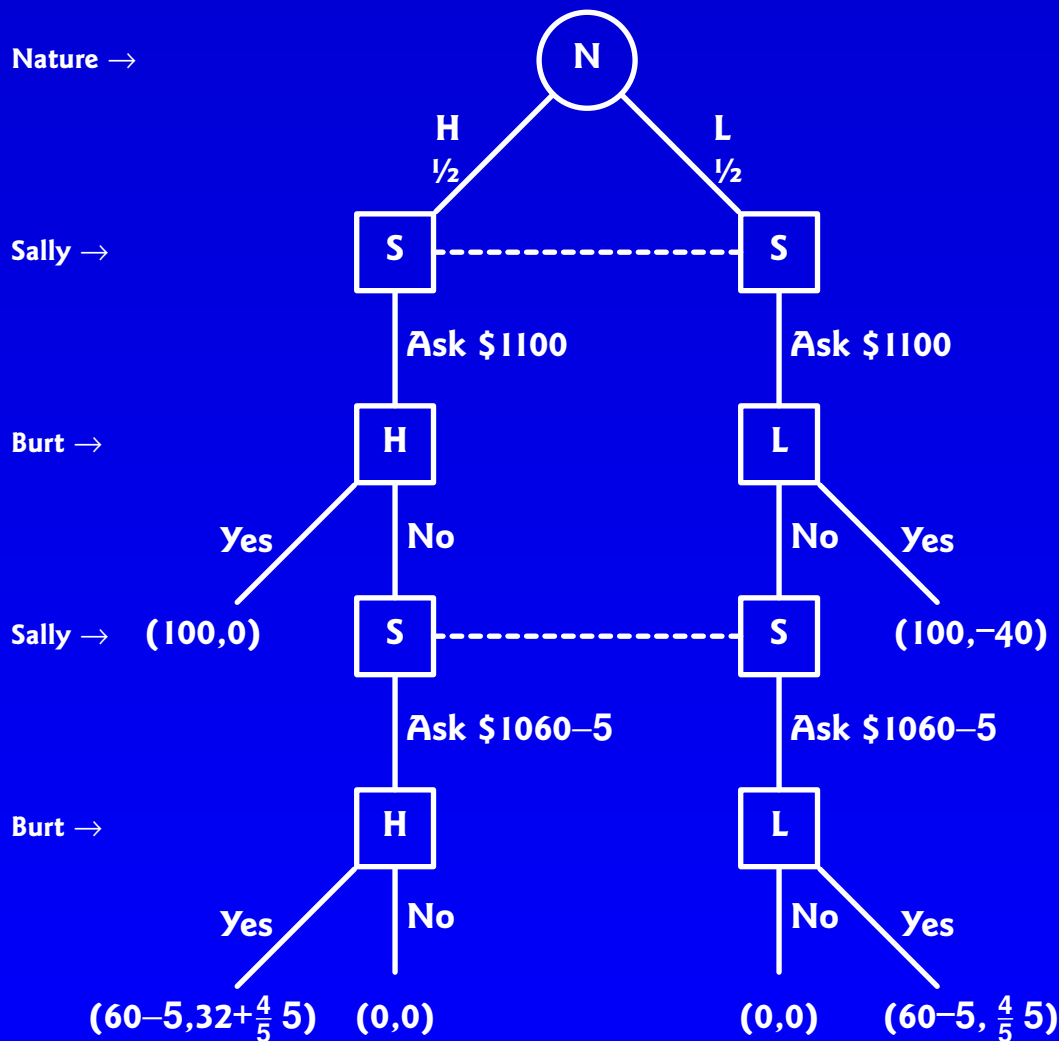 Nature → N
H L
½ ½
Sally → S S
Ask $1100 Ask $1100
Burt → H L
Yes No No Yes
Sally → (100,0) S S (100,−40)
Ask $1060–5 Ask $1060–5
Burt → H L
Yes No No Yes
(60–5,32+4/5 5) (0,0) (0,0) (60–5, 4/5 5)